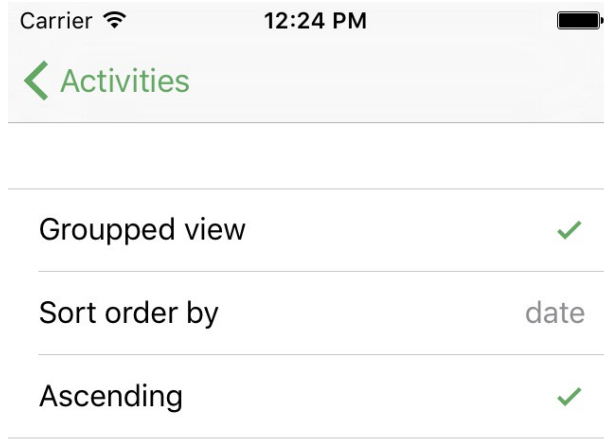 Carrier 12:24 PM
Activities
Groupped view
Sort order by date
Ascending